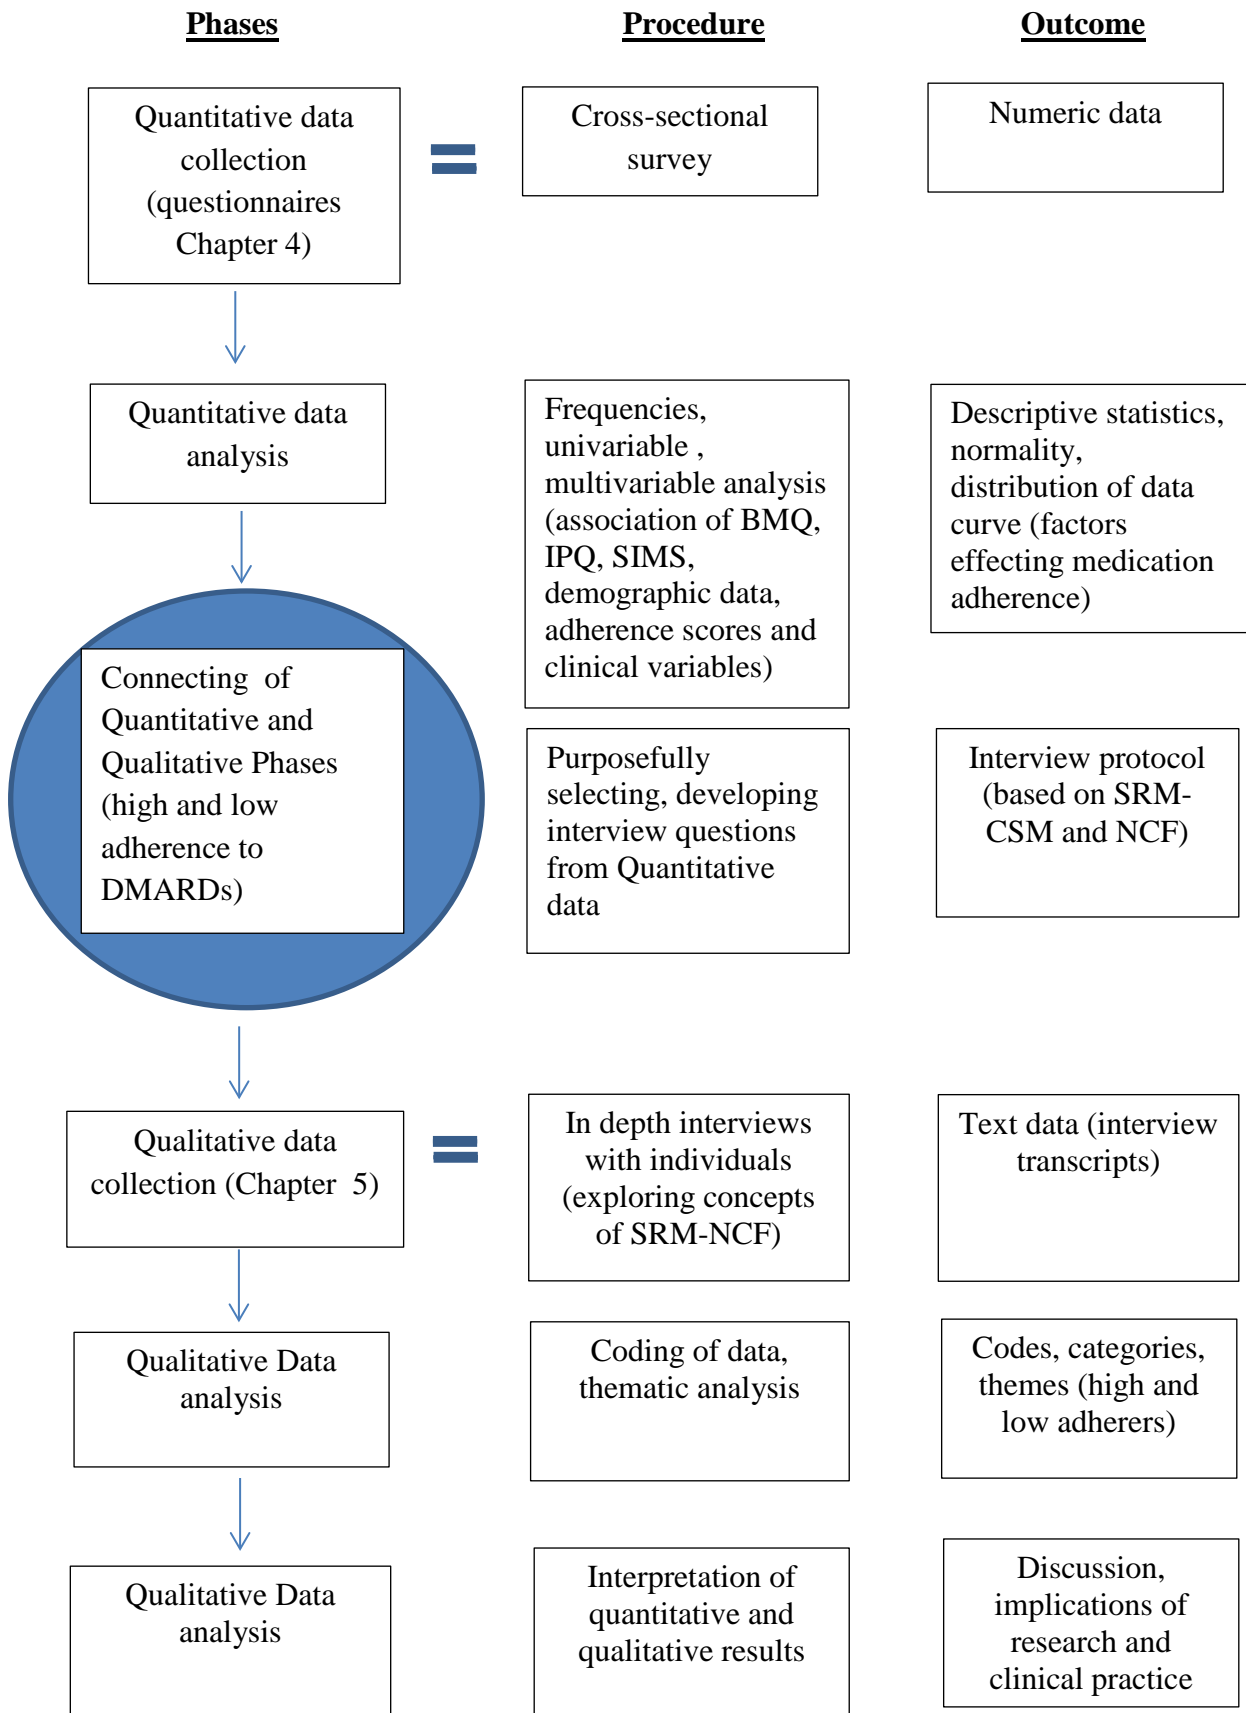 Phases
Procedure
Outcome
Quantitative data
collection
(questionnaires
Chapter 4)
Cross-sectional
survey
Numeric data
Quantitative data
analysis
Frequencies,
univariable ,
multivariable analysis
(association of BMQ,
IPQ, SIMS,
demographic data,
adherence scores and
clinical variables)
Descriptive statistics,
normality,
distribution of data
curve (factors
effecting medication
adherence)
Connecting of
Quantitative and
Qualitative Phases
(high and low
adherence to
DMARDs)
Purposefully
selecting, developing
interview questions
from Quantitative
data
Interview protocol
(based on SRM-
CSM and NCF)
Qualitative data
collection (Chapter 5)
In depth interviews
with individuals
(exploring concepts
of SRM-NCF)
Text data (interview
transcripts)
Qualitative Data
analysis
Coding of data,
thematic analysis
Codes, categories,
themes (high and
low adherers)
Qualitative Data
analysis
Interpretation of
quantitative and
qualitative results
Discussion,
implications of
research and
clinical practice